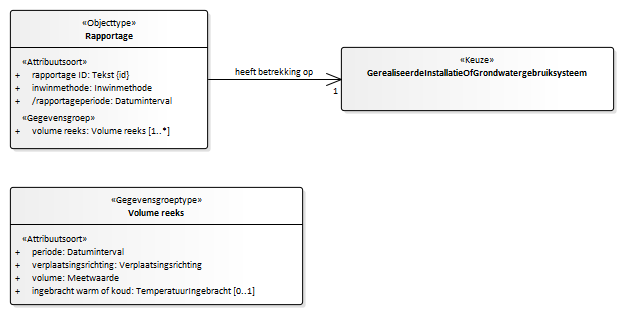 «Objecttype»
Rapportage
«Attribuutsoort»
+ rapportage ID: Tekst {id}
+ inwinmethode: Inwinmethode
+ /rapportageperiode: Datuminterval
«Gegevensgroep»
+ volume reeks: Volume reeks [1..*]
heeft betrekking op
1
«Keuze»
GerealiseerdeInstallatieOfGrondwatergebruiksysteem
«Gegevensgroeptype»
Volume reeks
«Attribuutsoort»
+ periode: Datuminterval
+ verplaatsingsrichting: Verplaatsingsrichting
+ volume: Meetwaarde
+ ingebracht warm of koud: TemperatuurIngebracht [0..1]